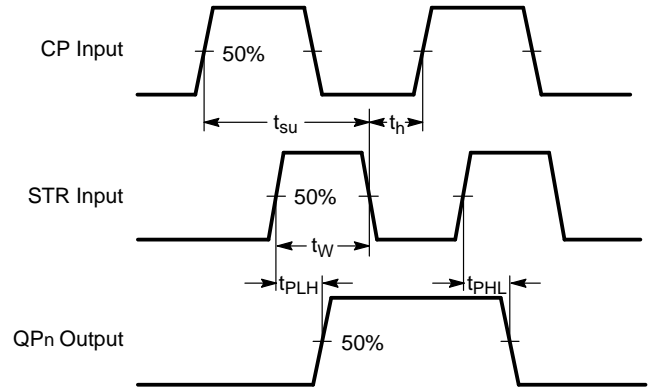 CP Input
50%
tsu
th
STR Input
50%
tW
tPLH
tPHL
QPn Output
50%